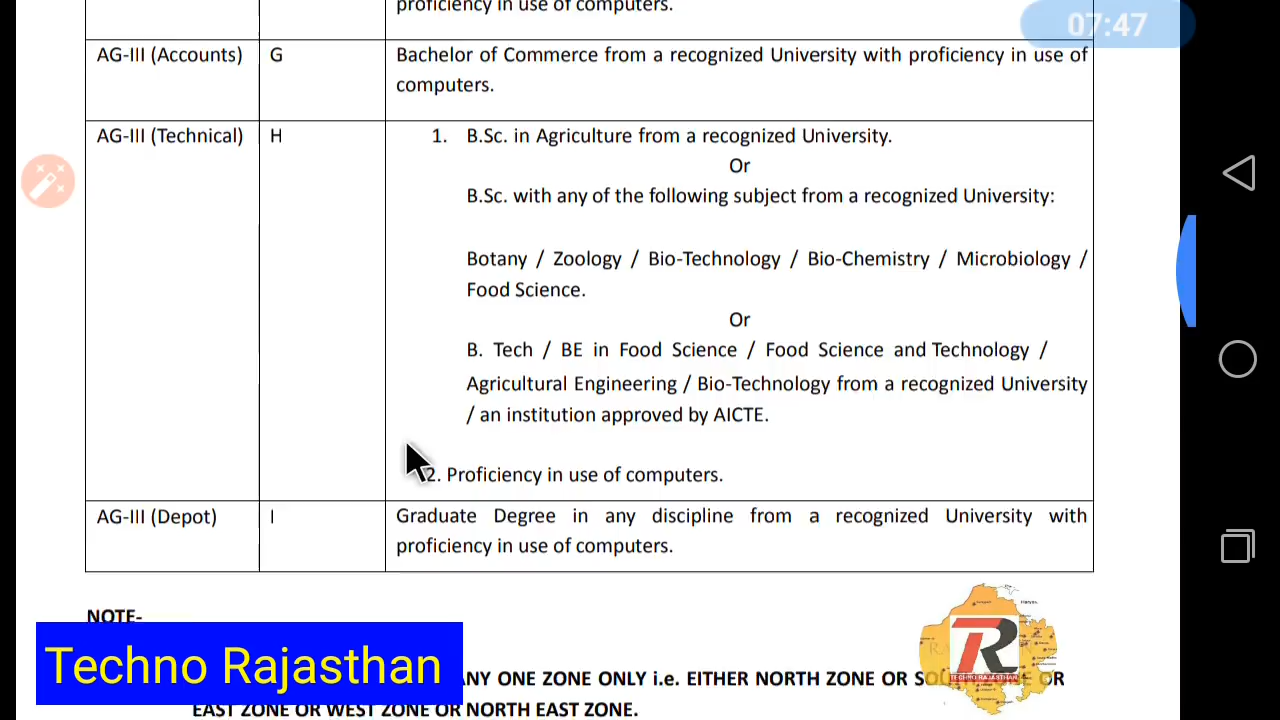 proficiency in use of computers.
07:47
AG-III (Accounts) G Bachelor of Commerce from a recognized University with proficiency in use of
computers.
AG-III (Technical) H 1. B.Sc. in Agriculture from a recognized University.
Or
B.Sc. with any of the following subject from a recognized University:
Botany / Zoology / Bio-Technology / Bio-Chemistry / Microbiology /
Food Science.
Or
B. Tech / BE in Food Science / Food Science and Technology /
Agricultural Engineering / Bio-Technology from a recognized University
/ an institution approved by AICTE.
2. Proficiency in use of computers.
AG-III (Depot) I Graduate Degree in any discipline from a recognized University with
proficiency in use of computers.
NOTE-
Techno Rajasthan
ANY ONE ZONE ONLY i.e. EITHER NORTH ZONE OR OR
EAST ZONE OR WEST ZONE OR NORTH EAST ZONE.
R
TECHNO RAJASTHAN